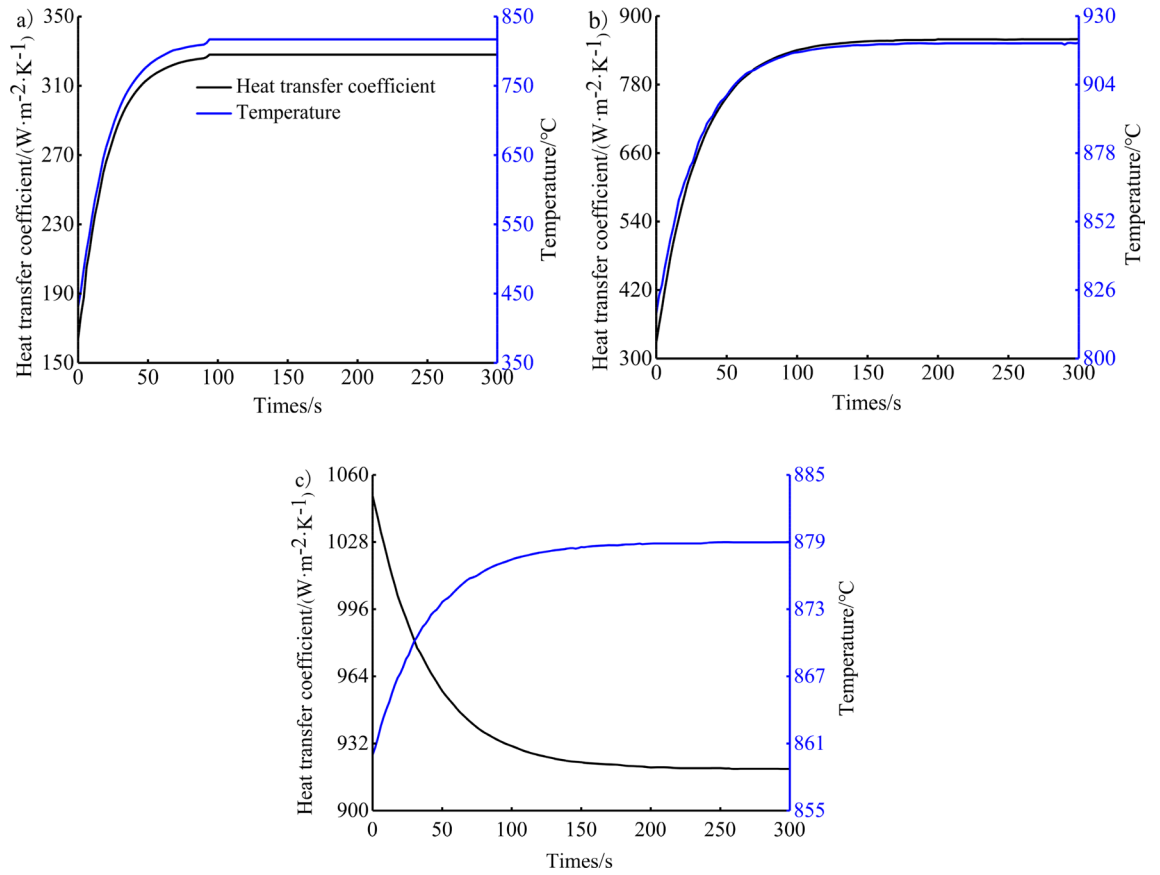 a)
350
310
270
230
190
150
Heat transfer coefficient/(W·m-2·K-1)
Heat transfer coefficient
Temperature
850
750
650
550
450
350
Temperature/°C
0 50 100 150 200 250 300
Times/s
b)
900
780
660
540
420
300
Heat transfer coefficient/(W·m-2·K-1)
930
904
878
852
826
800
Temperature/°C
0 50 100 150 200 250 300
Times/s
c)
1060
1028
996
964
932
900
Heat transfer coefficient/(W·m-2·K-1)
885
879
873
867
861
855
Temperature/°C
0 50 100 150 200 250 300
Times/s